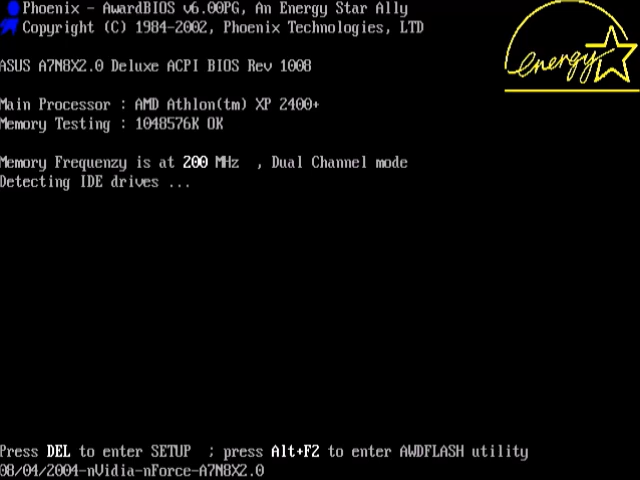 Phoenix - AwardBIOS v6.00PG, An Energy Star Ally
Copyright (C) 1984-2002, Phoenix Technologies, LTD
energy
ASUS A7N8X2.0 Deluxe ACPI BIOS Rev 1008
Main Processor : AMD Athlon(tm) XP 2400+
Memory Testing : 1048576K OK
Memory Frequenzy is at 200 MHz , Dual Channel mode
Detecting IDE drives ...
Press DEL to enter SETUP ; press Alt+F2 to enter AWDFLASH utility
08/04/2004-nVidia-nForce-A7N8X2.0